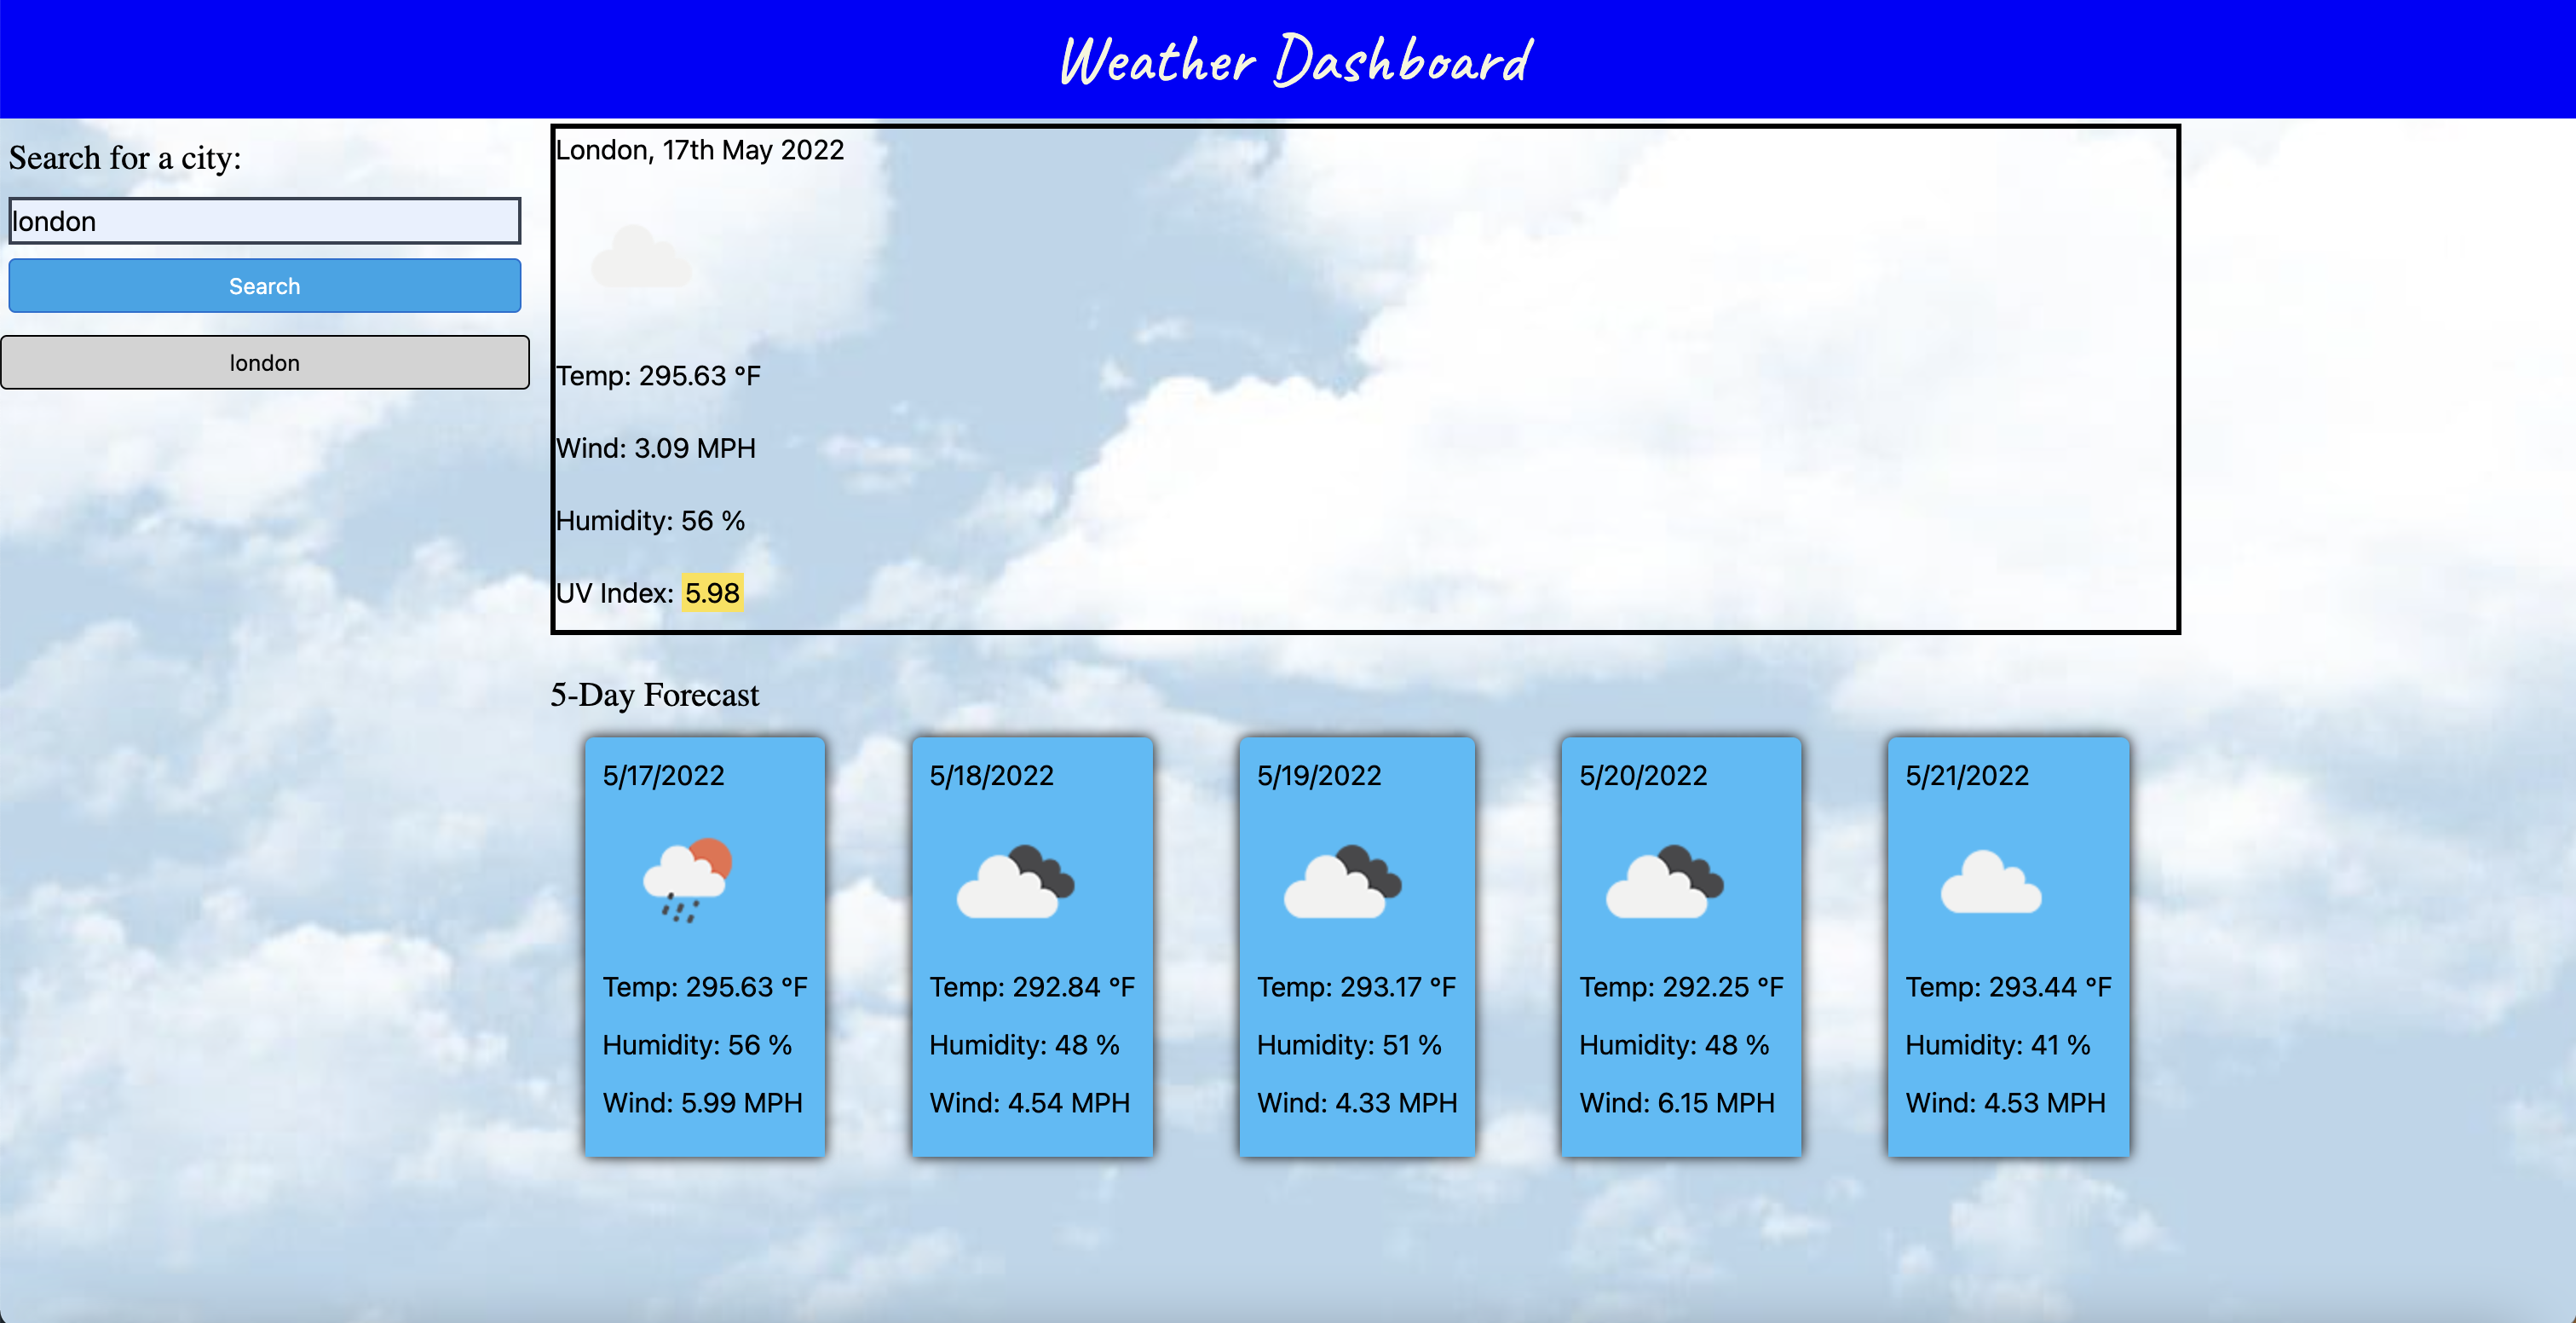 Weather Dashboard
Search for a city:
london
Search
london
London, 17th May 2022
Temp: 295.63 °F
Wind: 3.09 MPH
Humidity: 56 %
UV Index: 5.98
5-Day Forecast
5/17/2022
Temp: 295.63 °F
Humidity: 56 %
Wind: 5.99 MPH
5/18/2022
Temp: 292.84 °F
Humidity: 48 %
Wind: 4.54 MPH
5/19/2022
Temp: 293.17 °F
Humidity: 51 %
Wind: 4.33 MPH
5/20/2022
Temp: 292.25 °F
Humidity: 48 %
Wind: 6.15 MPH
5/21/2022
Temp: 293.44 °F
Humidity: 41 %
Wind: 4.53 MPH